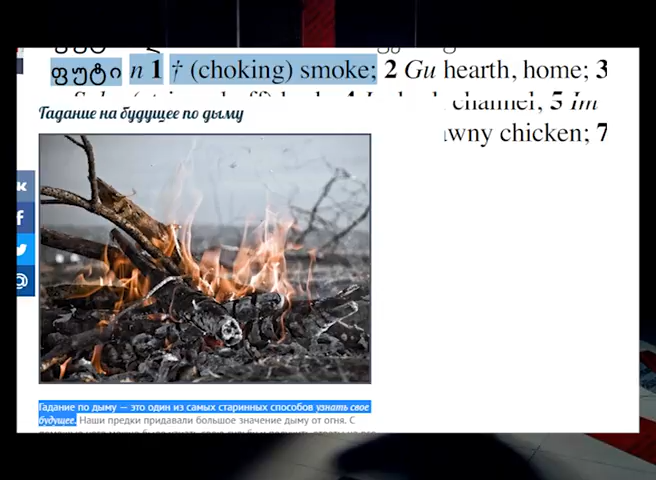 ფუტი n 1 † (choking) smoke; 2 Gu hearth, home; 3
channel; 5 Im
wny chicken; 7
Гадание на будущее по дыму
Гадание по дыму — это один из самых старинных способов узнать свое
будущее. Наши предки придавали большое значение дыму от огня. С